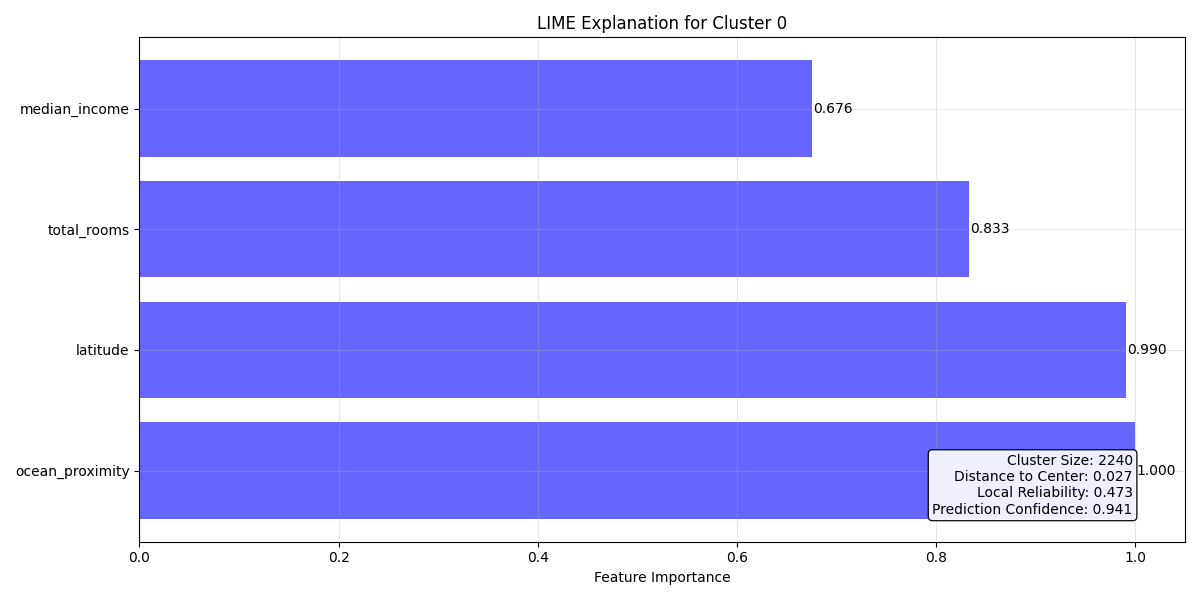 LIME Explanation for Cluster 0
median_income
0.676
total_rooms
0.833
latitude
0.990
ocean_proximity
1.000
Cluster Size: 2240
Distance to Center: 0.027
Local Reliability: 0.473
Prediction Confidence: 0.941
0.0 0.2 0.4 0.6 0.8 1.0
Feature Importance